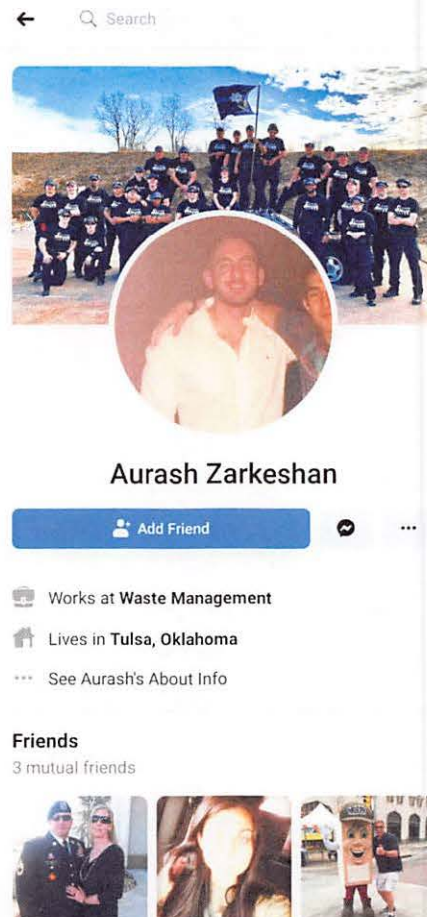 Search
Aurash Zarkeshan
Add Friend
Works at Waste Management
Lives in Tulsa, Oklahoma
See Aurash's About Info
Friends
3 mutual friends